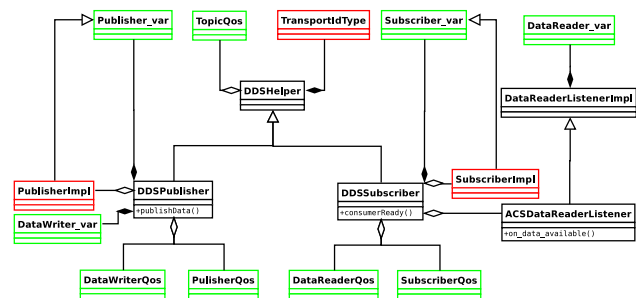 Publisher_var
TopicQos
TransportIdType
Subscriber_var
DataReader_var
DDSHelper
DataReaderListenerImpl
PublisherImpl
DDSPublisher
+publishData()
DataWriter_var
DDSSubscriber
+consumerReady()
SubscriberImpl
ACSDataReaderListener
+on_data_available()
DataWriterQos
PulisherQos
DataReaderQos
SubscriberQos